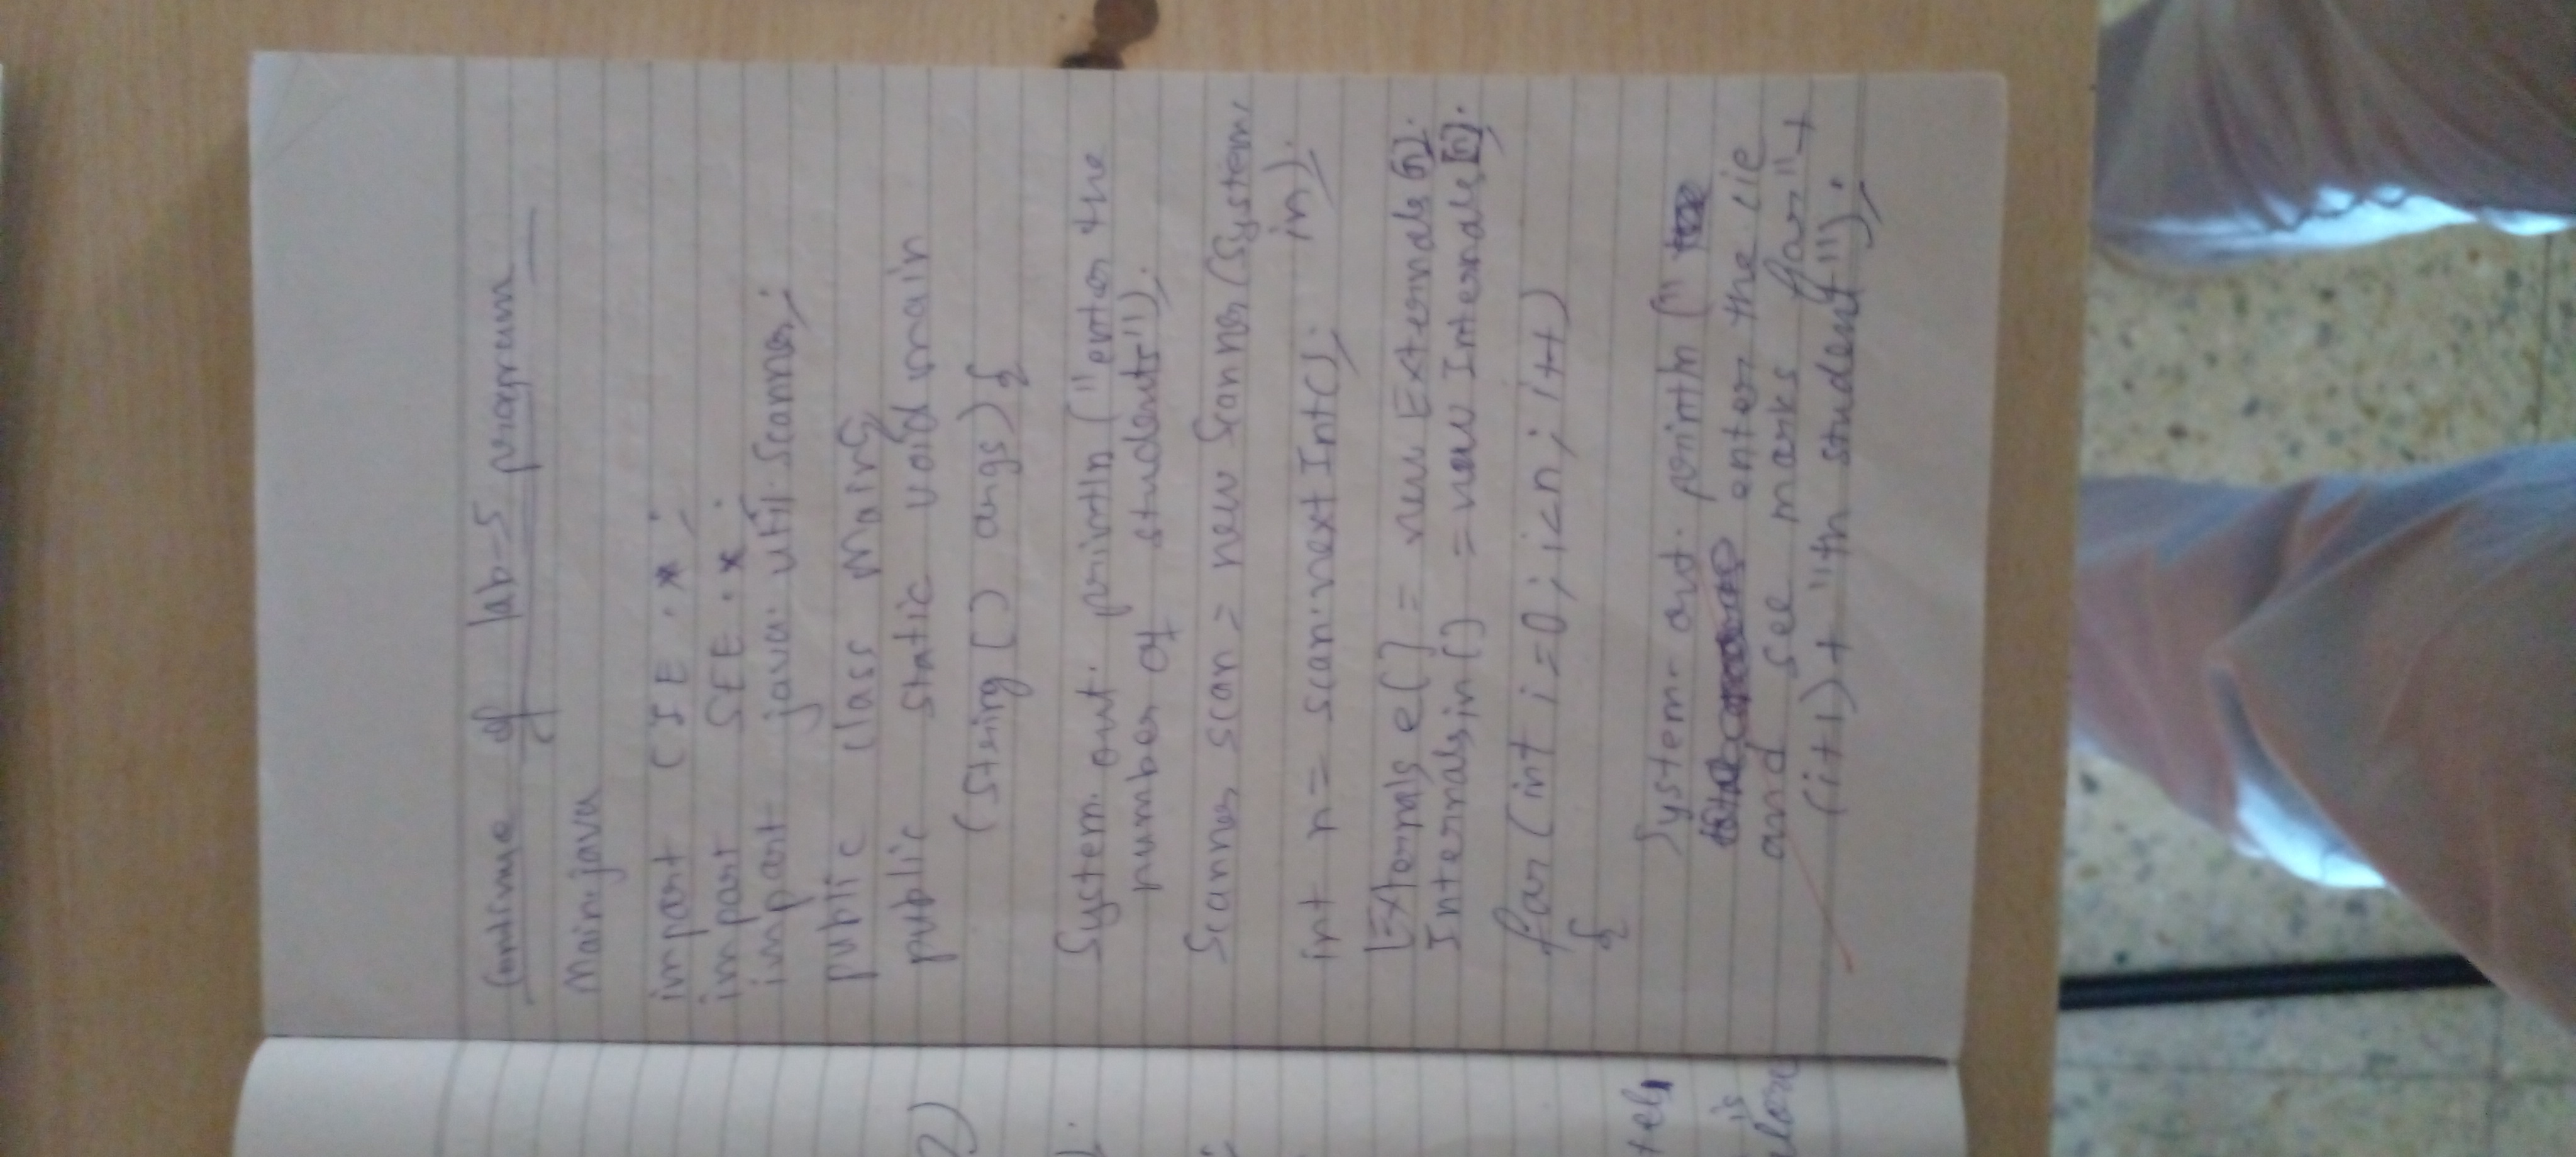 continue of lab-5 program
Main.java
import CIE.*;
import SEE.*;
import java.util.Scanner;
public class Main{
public static void main
(String [] args) {
System.out.println ("enter the
number of students");
Scanner scan = new Scanner (System.
in);
int n = scan.nextInt();
Externals e[] = new Externals[n];
Internals in[] = new Internals[n];
for (int i=0; i<n; i++)
{
System.out.println ("
enter the cie
and see marks for"+
(i+1)+ "th student");
tel,
is